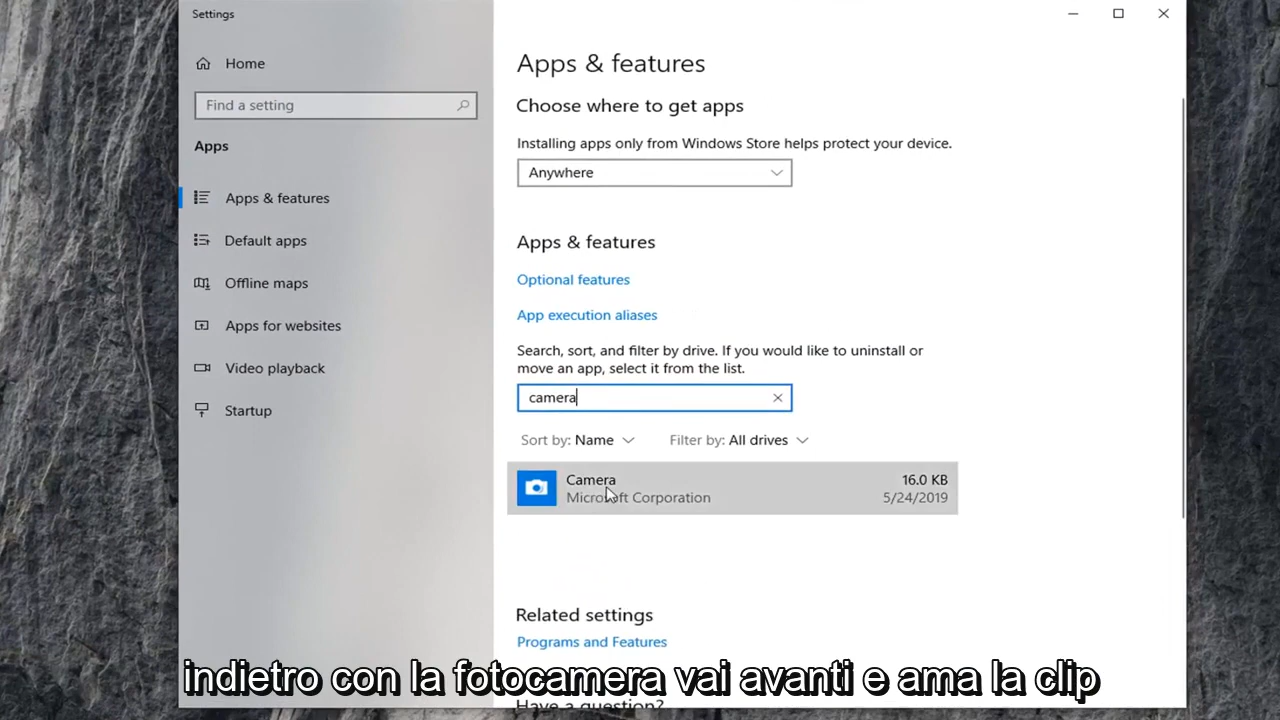 Settings
Home
Find a setting
Apps
Apps & features
Default apps
Offline maps
Apps for websites
Video playback
Startup
Apps & features
Choose where to get apps
Installing apps only from Windows Store helps protect your device.
Anywhere
Apps & features
Optional features
App execution aliases
Search, sort, and filter by drive. If you would like to uninstall or
move an app, select it from the list.
camera
Sort by: Name
Filter by: All drives
Camera 16.0 KB
Microsoft Corporation 5/24/2019
Related settings
Programs and Features
indietro con la fotocamera vai avanti e ama la clip
Have a question?